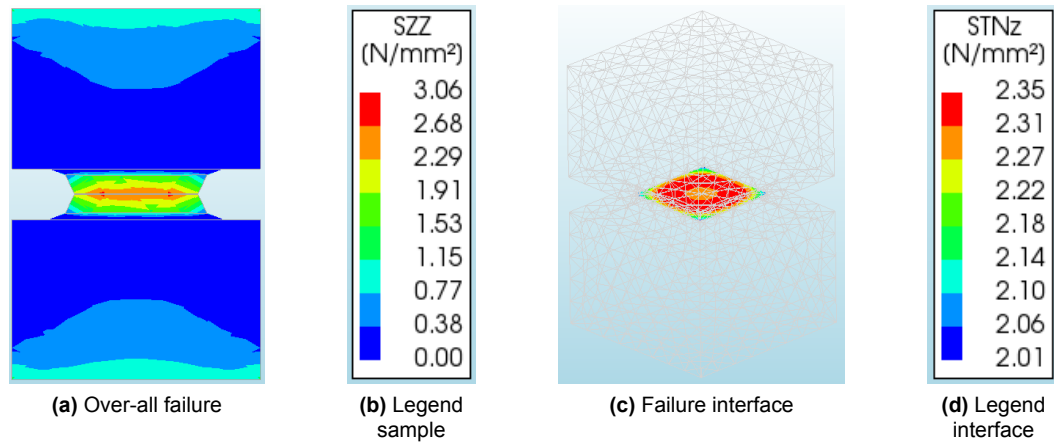 SZZ
(N/mm²)
3.06
2.68
2.29
1.91
1.53
1.15
0.77
0.38
0.00
STNz
(N/mm²)
2.35
2.31
2.27
2.22
2.18
2.14
2.10
2.06
2.01
(a) Over-all failure
(b) Legend
sample
(c) Failure interface
(d) Legend
interface